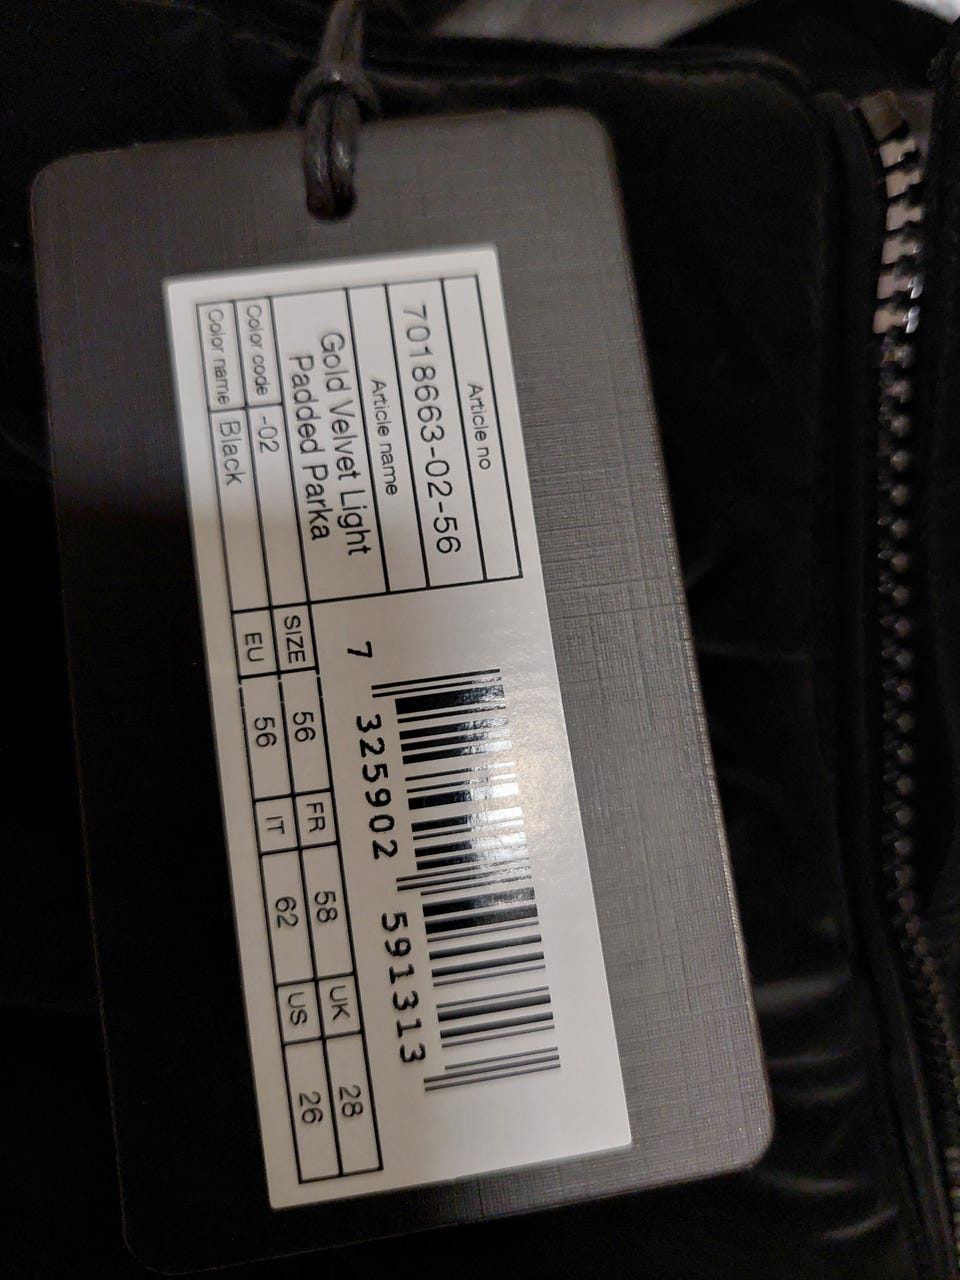 Article no
7018663-02-56
Article name
Gold Velvet Light
Padded Parka
Color code -02
Color name Black
7 325902 591313
SIZE 56 FR 58 UK 28
EU 56 IT 62 US 26